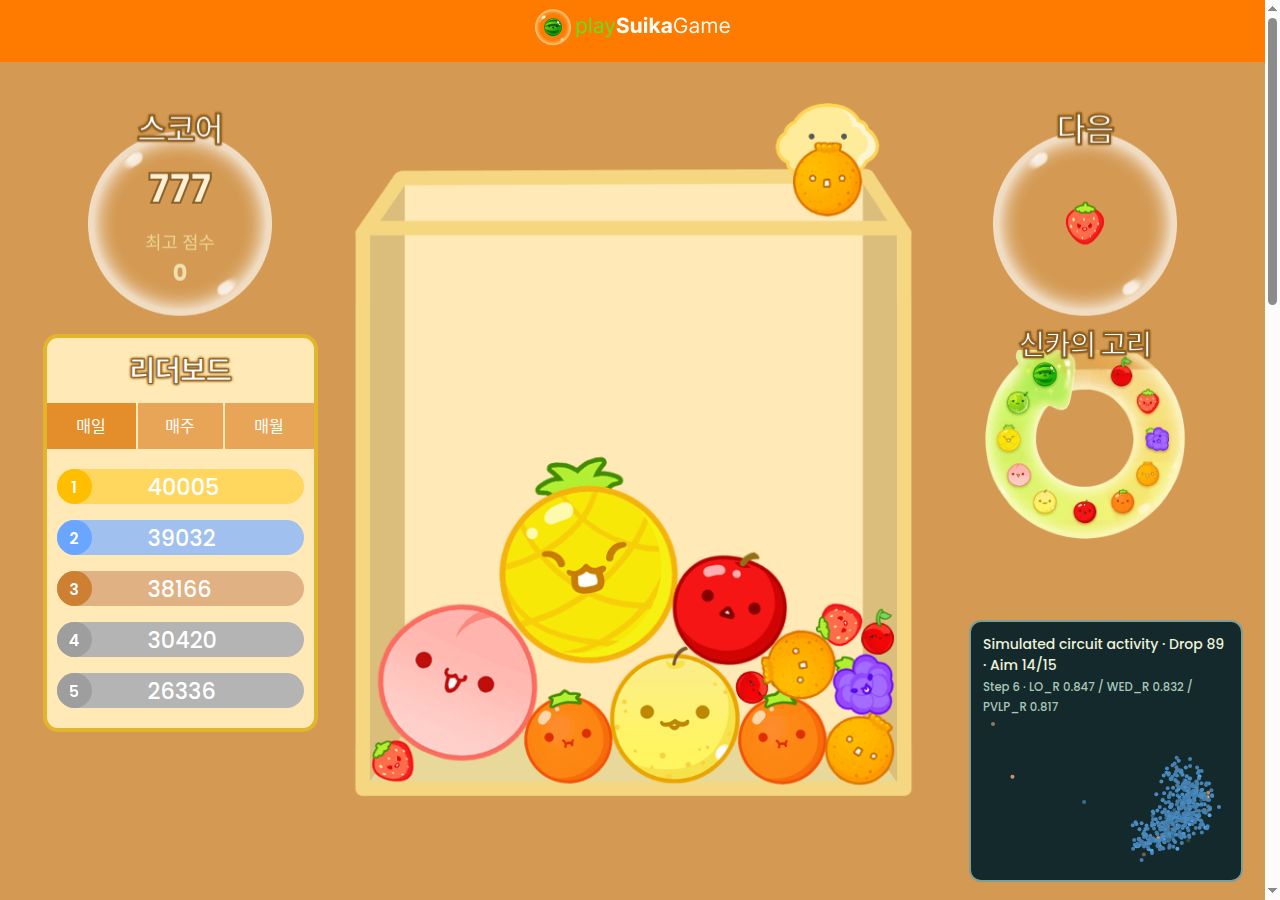 playSuikaGame
스코어
777
최고 점수
0
다음
신카의 고리
리더보드
매일 매주 매월
1 40005
2 39032
3 38166
4 30420
5 26336
Simulated circuit activity · Drop 89
· Aim 14/15
Step 6 · LO_R 0.847 / WED_R 0.832 /
PVLP_R 0.817